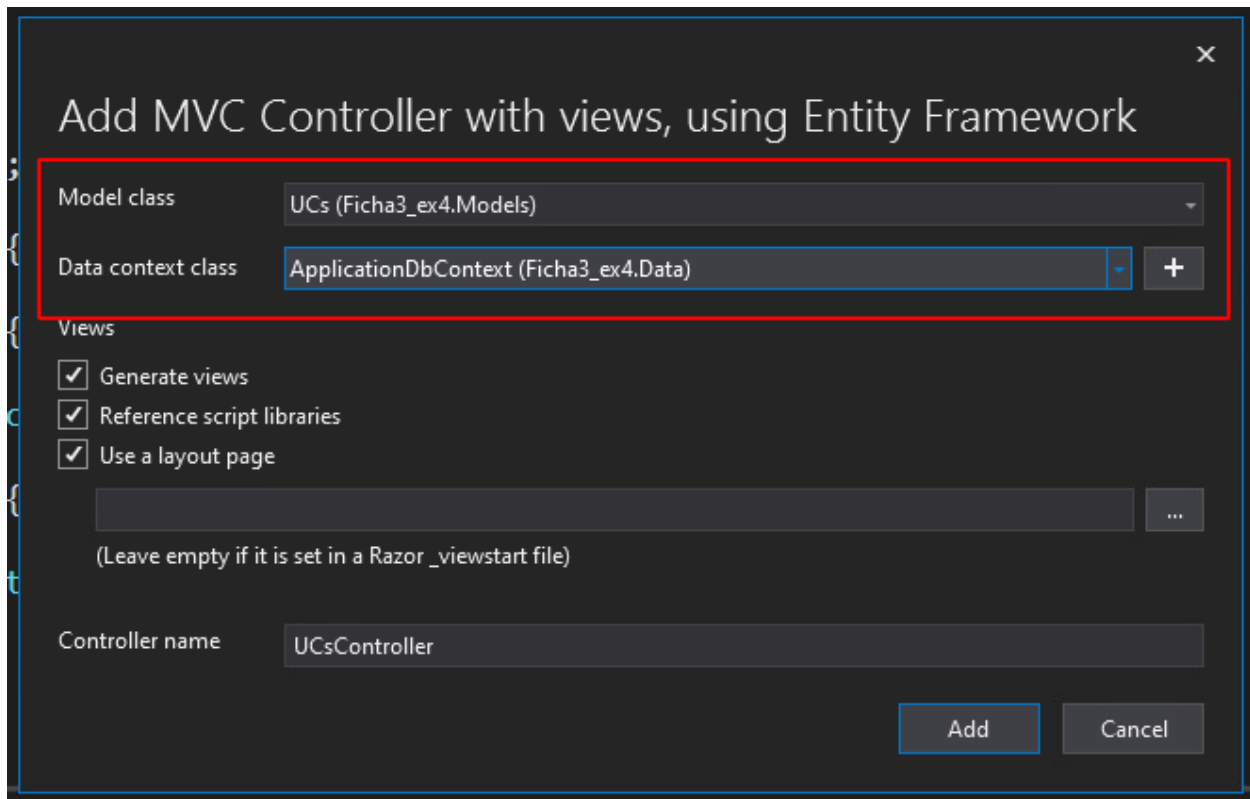 ×
Add MVC Controller with views, using Entity Framework
;
Model class
UCs (Ficha3_ex4.Models)
{
Data context class
ApplicationDbContext (Ficha3_ex4.Data)
+
{
Views
Generate views
Reference script libraries
Use a layout page
{
...
(Leave empty if it is set in a Razor _viewstart file)
t
Controller name
UCsController
Add
Cancel